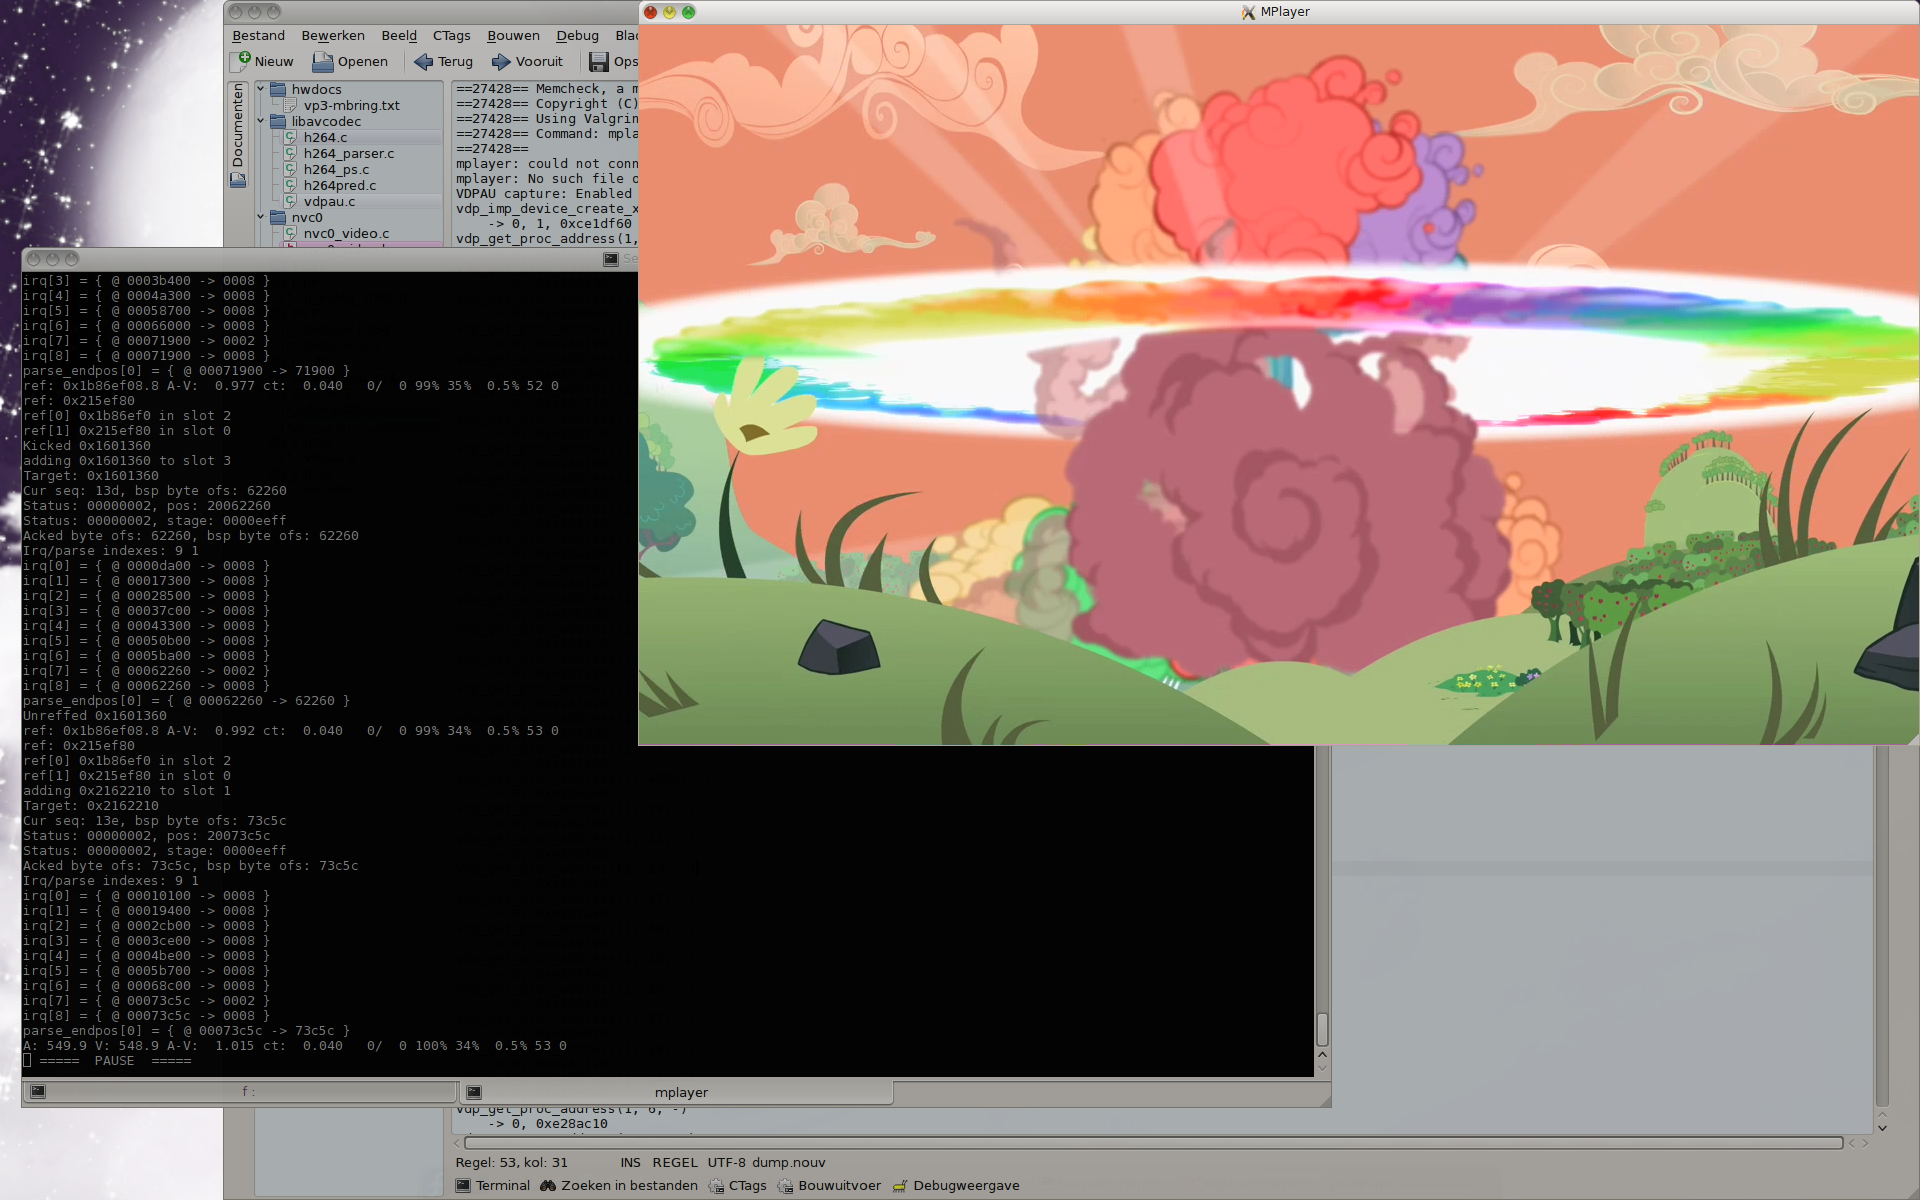 MPlayer
Bestand Bewerken Beeld CTags Bouwen Debug
Nieuw Openen Terug Vooruit
Documenten
hwdocs
vp3-mbring.txt
libavcodec
h264.c
h264_parser.c
h264_ps.c
h264pred.c
vdpau.c
nvc0
nvc0_video.c
==27428== Memcheck, a
==27428== Copyright (C)
==27428== Using Valgrin
==27428== Command: mpla
==27428==
mplayer: could not conn
mplayer: No such file
VDPAU capture: Enabled
vdp_imp_device_create_x
-> 0, 1, 0xce1df60
vdp_get_proc_address(1,
irq[3] = { @ 0003b400 -> 0008 }
irq[4] = { @ 0004a300 -> 0008 }
irq[5] = { @ 00058700 -> 0008 }
irq[6] = { @ 00066000 -> 0008 }
irq[7] = { @ 00071900 -> 0002 }
irq[8] = { @ 00071900 -> 0008 }
parse_endpos[0] = { @ 00071900 -> 71900 }
ref: 0x1b86ef08.8 A-V:  0.977 ct:  0.040   0/  0 99% 35%  0.5% 52 0
ref: 0x215ef80
ref[0] 0x1b86ef0 in slot 2
ref[1] 0x215ef80 in slot 0
Kicked 0x1601360
adding 0x1601360 to slot 3
Target: 0x1601360
Cur seq: 13d, bsp byte ofs: 62260
Status: 00000002, pos: 20062260
Status: 00000002, stage: 0000eeff
Acked byte ofs: 62260, bsp byte ofs: 62260
Irq/parse indexes: 9 1
irq[0] = { @ 0000da00 -> 0008 }
irq[1] = { @ 00017300 -> 0008 }
irq[2] = { @ 00028500 -> 0008 }
irq[3] = { @ 00037c00 -> 0008 }
irq[4] = { @ 00043300 -> 0008 }
irq[5] = { @ 00050b00 -> 0008 }
irq[6] = { @ 0005ba00 -> 0008 }
irq[7] = { @ 00062260 -> 0002 }
irq[8] = { @ 00062260 -> 0008 }
parse_endpos[0] = { @ 00062260 -> 62260 }
Unreffed 0x1601360
ref: 0x1b86ef08.8 A-V:  0.992 ct:  0.040   0/  0 99% 34%  0.5% 53 0
ref: 0x215ef80
ref[0] 0x1b86ef0 in slot 2
ref[1] 0x215ef80 in slot 0
adding 0x2162210 to slot 1
Target: 0x2162210
Cur seq: 13e, bsp byte ofs: 73c5c
Status: 00000002, pos: 20073c5c
Status: 00000002, stage: 0000eeff
Acked byte ofs: 73c5c, bsp byte ofs: 73c5c
Irq/parse indexes: 9 1
irq[0] = { @ 00010100 -> 0008 }
irq[1] = { @ 00019400 -> 0008 }
irq[2] = { @ 0002cb00 -> 0008 }
irq[3] = { @ 0003ce00 -> 0008 }
irq[4] = { @ 0004be00 -> 0008 }
irq[5] = { @ 0005b700 -> 0008 }
irq[6] = { @ 00068c00 -> 0008 }
irq[7] = { @ 00073c5c -> 0002 }
irq[8] = { @ 00073c5c -> 0008 }
parse_endpos[0] = { @ 00073c5c -> 73c5c }
A: 549.9 V: 548.9 A-V:  1.015 ct:  0.040   0/  0 100% 34%  0.5% 53 0
=====  PAUSE  =====
f :
mplayer
vdp_get_proc_address(1, 6, -)
-> 0, 0xe28ac10
Regel: 53, kol: 31 INS REGEL UTF-8 dump.nouv
Terminal Zoeken in bestanden CTags Bouwuitvoer Debugweergave